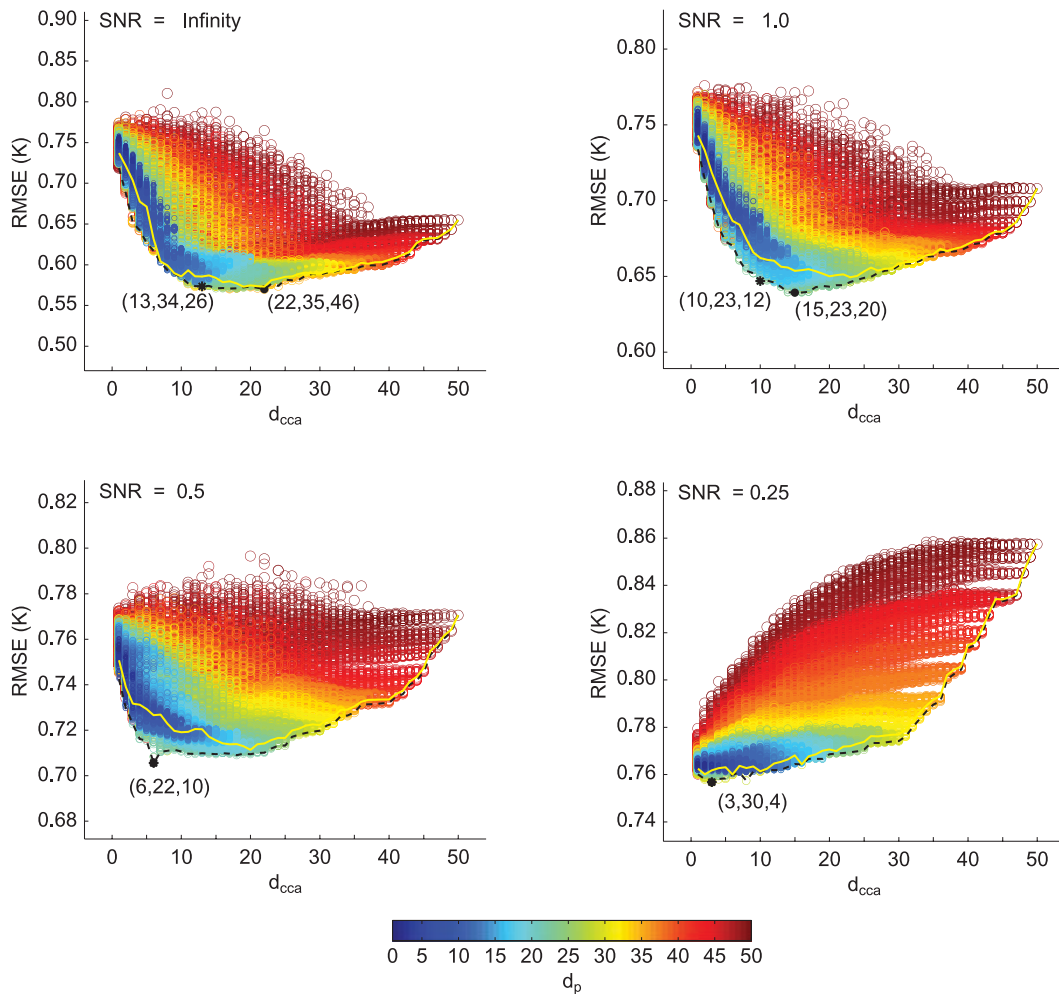 SNR = Infinity
0.90
0.85
0.80
0.75
0.70
0.65
0.60
0.55
0.50
RMSE (K)
(13,34,26)
(22,35,46)
0 10 20 30 40 50
dcca
SNR = 1.0
0.80
0.75
0.70
0.65
0.60
RMSE (K)
(10,23,12)
(15,23,20)
0 10 20 30 40 50
dcca
SNR = 0.5
0.82
0.80
0.78
0.76
0.74
0.72
0.70
0.68
RMSE (K)
(6,22,10)
0 10 20 30 40 50
dcca
SNR = 0.25
0.88
0.86
0.84
0.82
0.80
0.78
0.76
0.74
RMSE (K)
(3,30,4)
0 10 20 30 40 50
dcca
0 5 10 15 20 25 30 35 40 45 50
dp